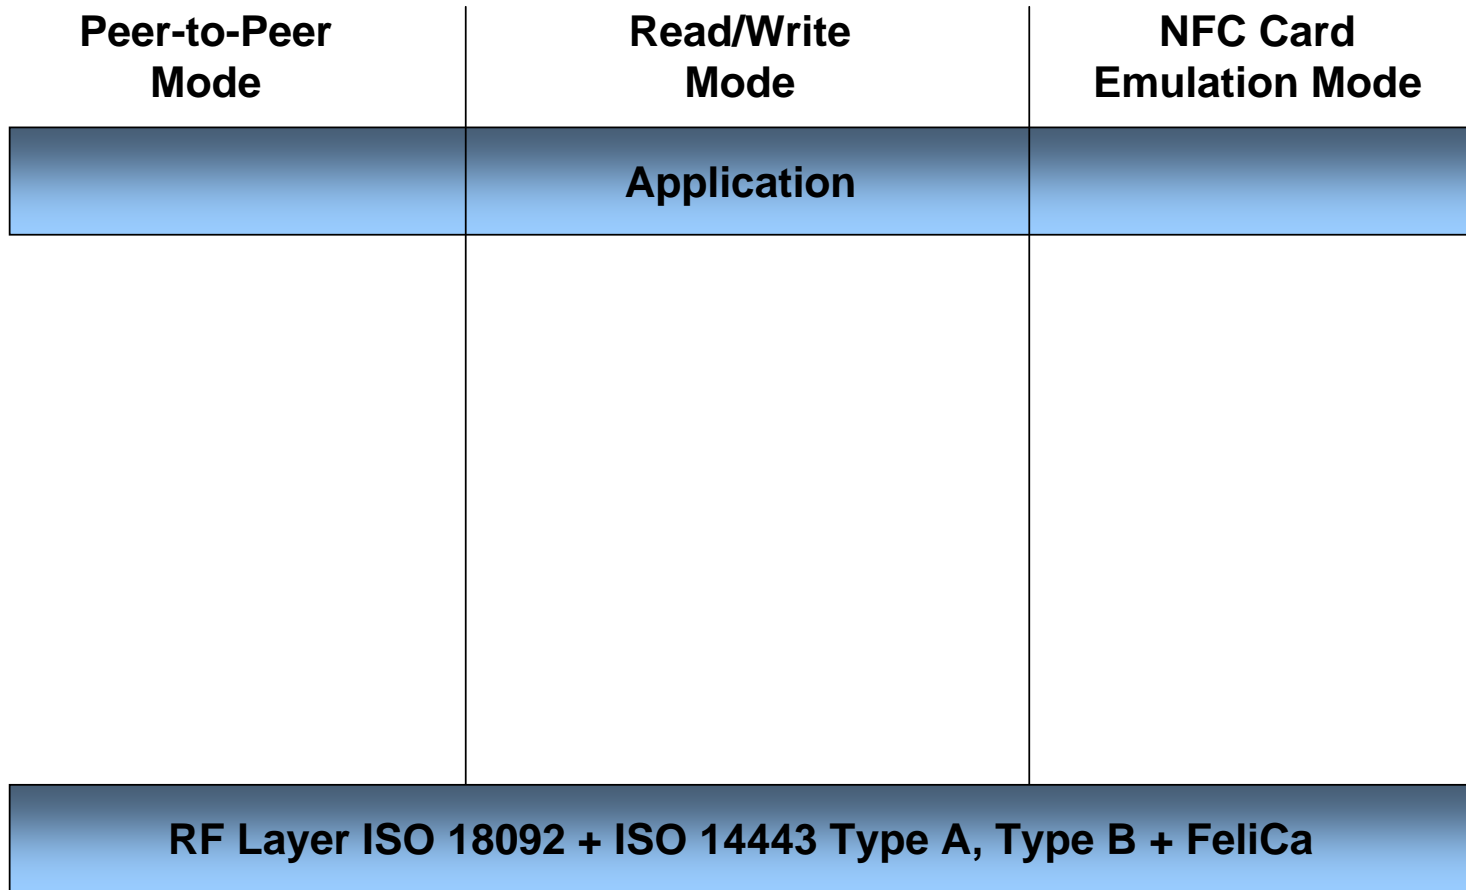 Peer-to-Peer
Mode
Read/Write
Mode
NFC Card
Emulation Mode
Application
RF Layer ISO 18092 + ISO 14443 Type A, Type B + FeliCa